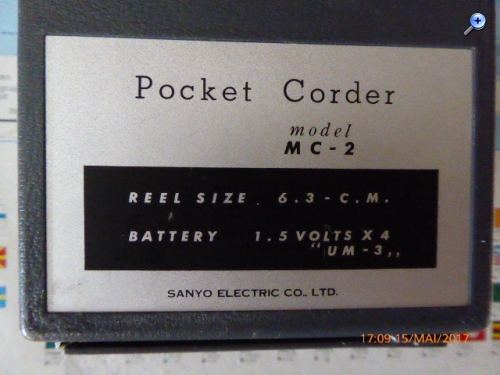 Pocket Corder
model
MC-2
REEL SIZE 6.3-C.M.
BATTERY 1.5 VOLTS X 4
“UM-3,,
SANYO ELECTRIC CO., LTD.
17:09 15/MAI/2017